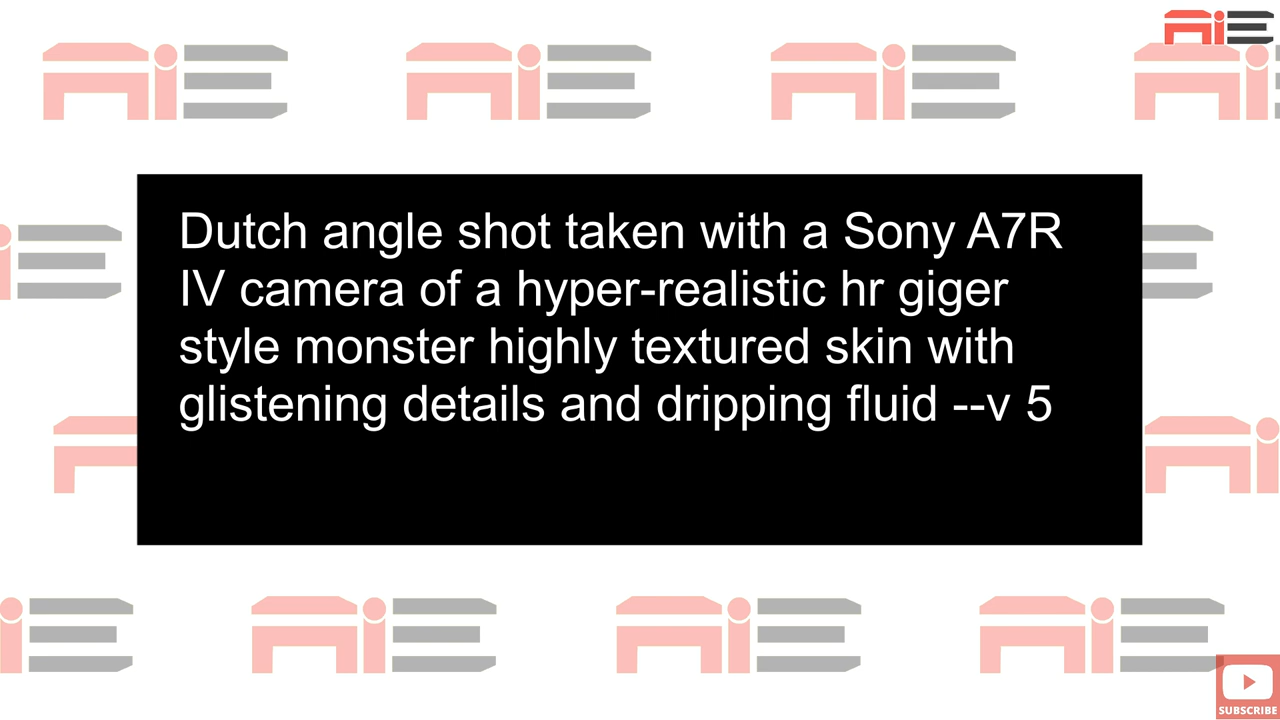 AiE
Dutch angle shot taken with a Sony A7R
IV camera of a hyper-realistic hr giger
style monster highly textured skin with
glistening details and dripping fluid --v 5
SUBSCRIBE